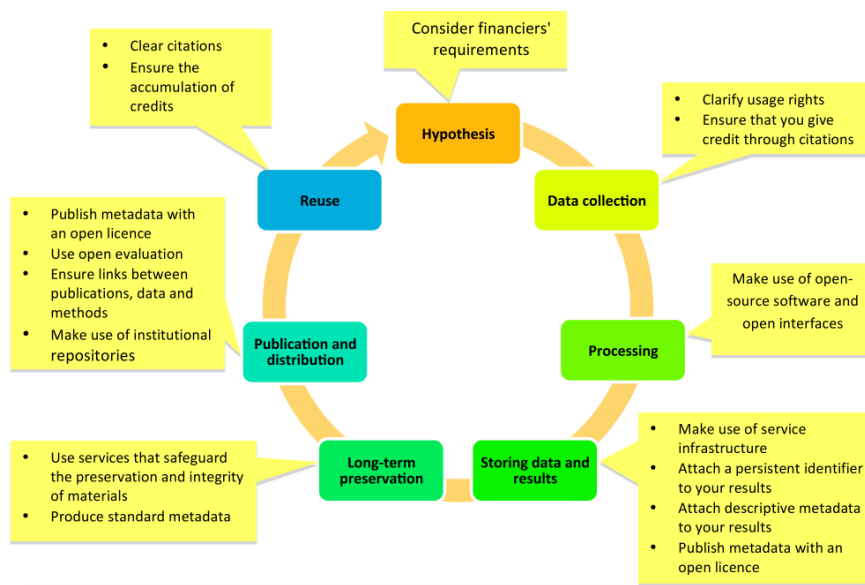 Consider financiers'
requirements
Hypothesis
• Clarify usage rights
• Ensure that you give
credit through citations
Data collection
Make use of open-
source software and
open interfaces
Processing
• Make use of service
infrastructure
• Attach a persistent identifier
to your results
• Attach descriptive metadata
to your results
• Publish metadata with an
open licence
Storing data and
results
• Use services that safeguard
the preservation and integrity
of materials
• Produce standard metadata
Long-term
preservation
• Publish metadata with
an open licence
• Use open evaluation
• Ensure links between
publications, data and
methods
• Make use of institutional
repositories
Publication and
distribution
• Clear citations
• Ensure the
accumulation of
credits
Reuse